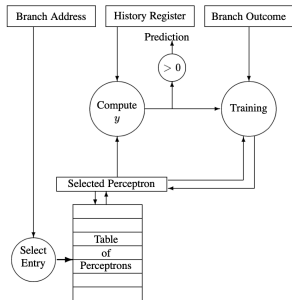 Branch Address
History Register
Branch Outcome
Prediction
> 0
Compute
y
Training
Selected Perceptron
Select
Entry
Table
of
Perceptrons